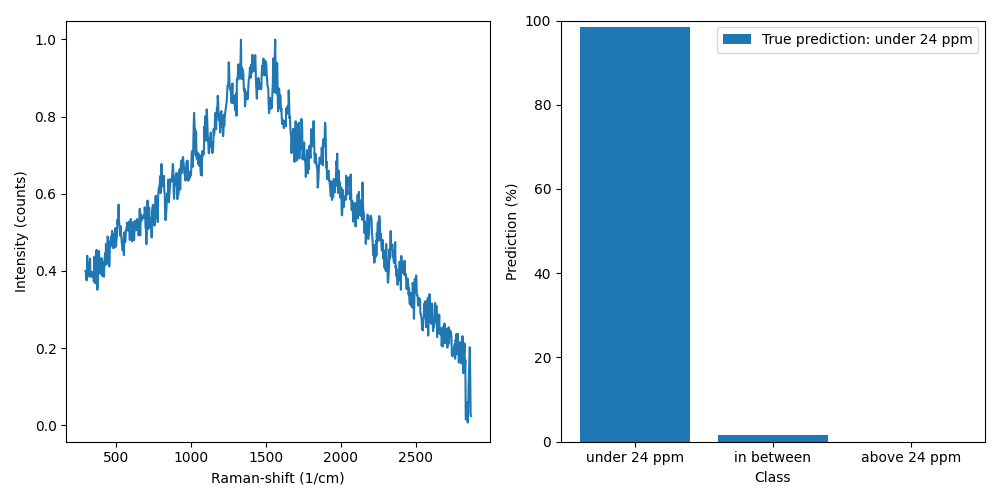 1.0
0.8
0.6
0.4
0.2
0.0
Intensity (counts)
500 1000 1500 2000 2500
Raman-shift (1/cm)
100
80
60
40
20
0
Prediction (%)
True prediction: under 24 ppm
under 24 ppm in between above 24 ppm
Class